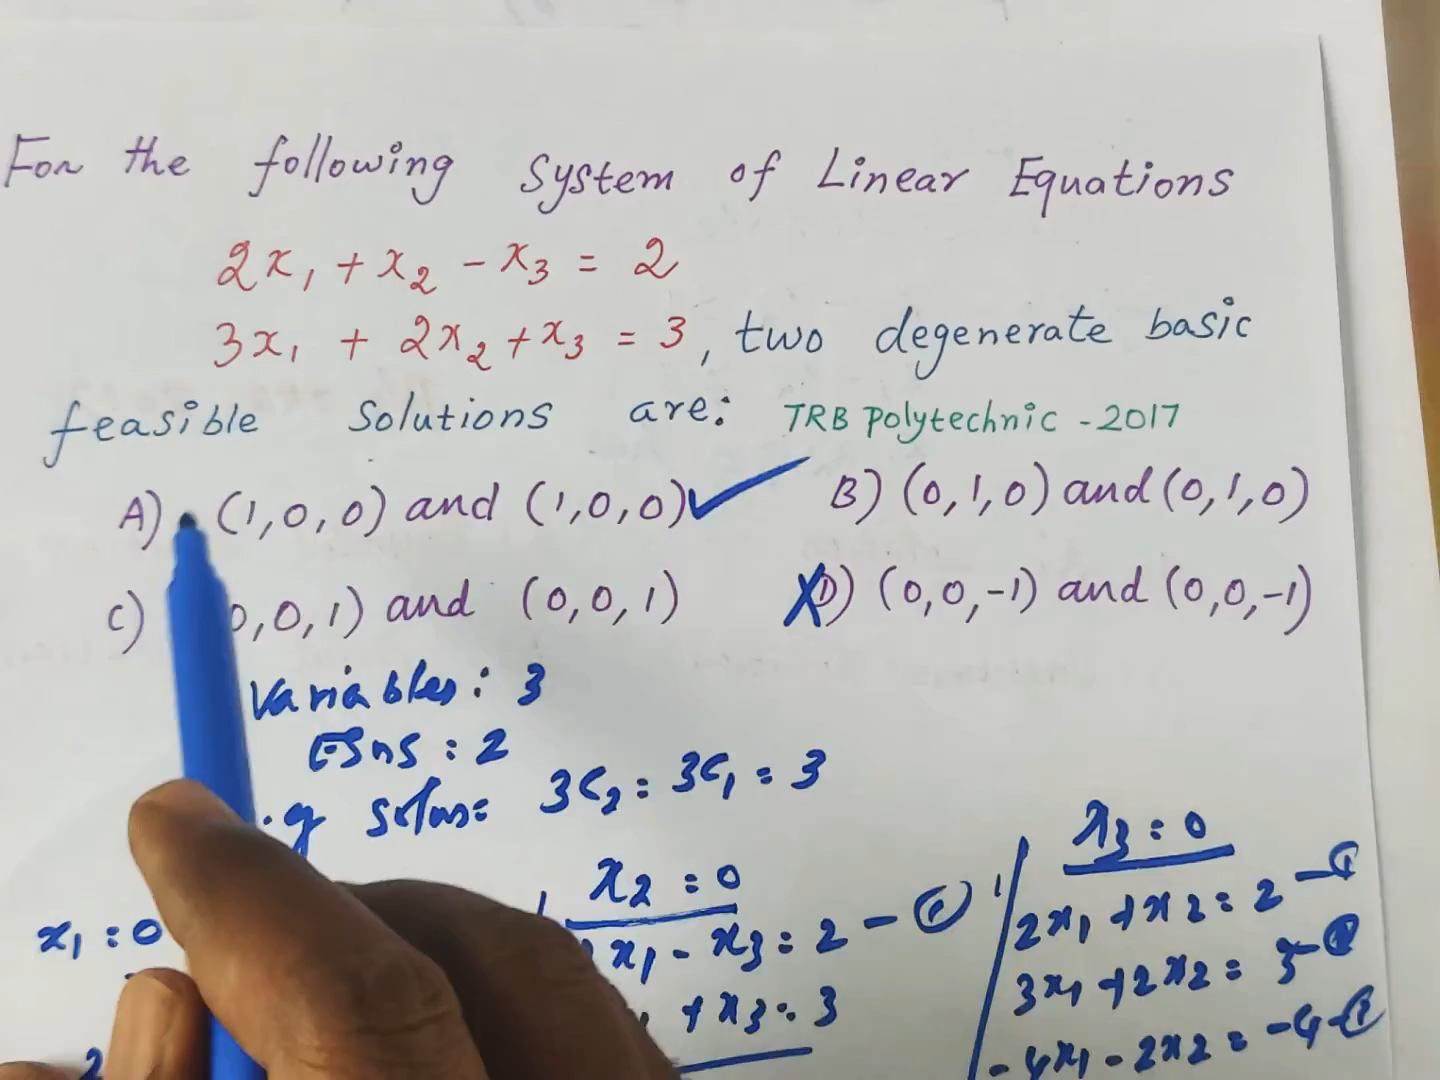 For the following System of Linear Equations
2x₁ + x₂ - x₃ = 2
3x₁ + 2x₂ + x₃ = 3, two degenerate basic
feasible Solutions are: TRB Polytechnic - 2017
A) (1,0,0) and (1,0,0) B) (0,1,0) and (0,1,0)
C) 0,0,1) and (0,0,1) D) (0,0,-1) and (0,0,-1)
Variables: 3
Eqns: 2
3C₂ = 3C₁ = 3
x₁ = 0
x₂ = 0
x₁ - x₃ = 2
+ x₃ = 3
x₃ = 0
2x₁ + x₂ = 2
3x₁ + 2x₂ = 3
-4x₁ - 2x₂ = -4